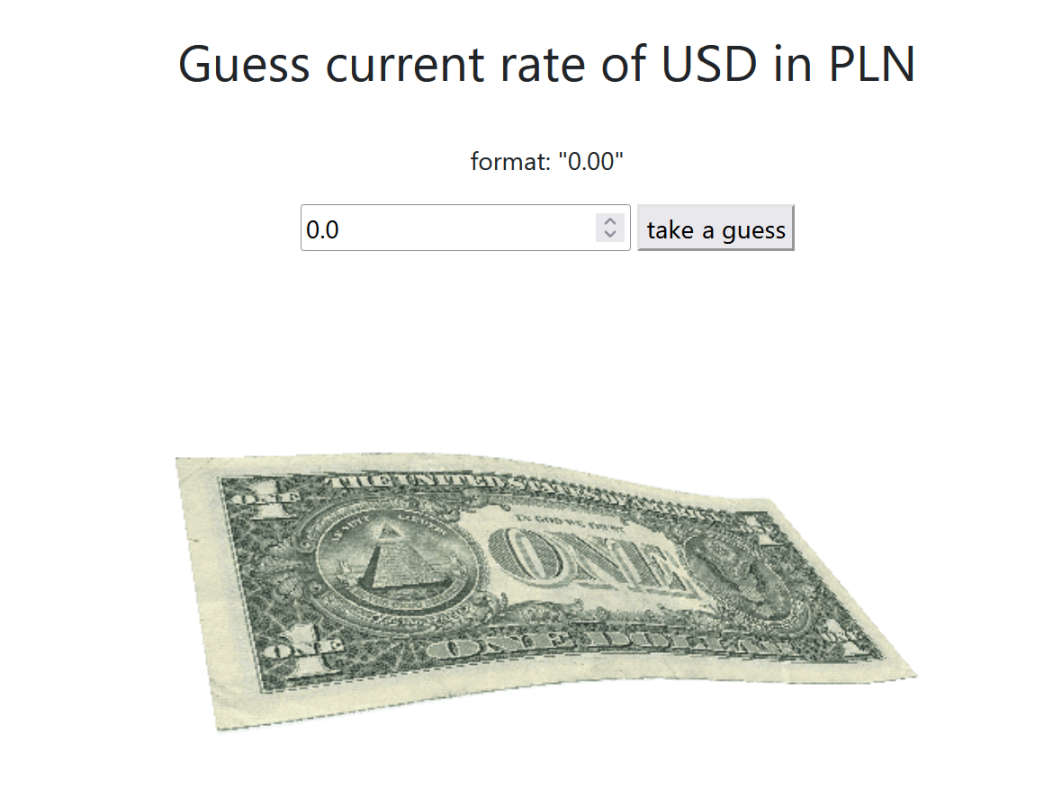 Guess current rate of USD in PLN
format: "0.00"
0.0
take a guess
ONE
THE UNITED STATES OF AMERICA
IN GOD WE TRUST
ONE
ONE
ONE DOLLAR